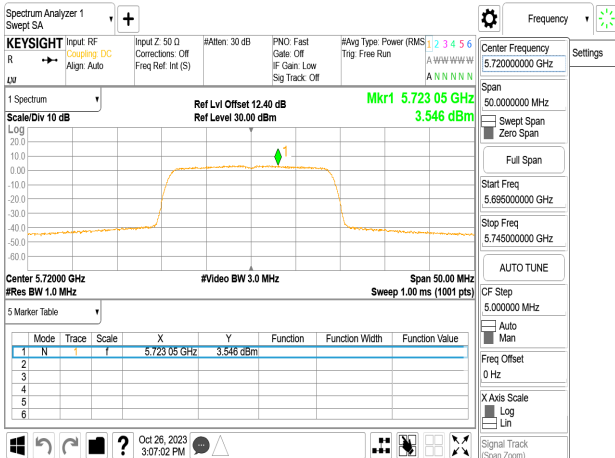 Spectrum Analyzer 1
Swept SA
Frequency
KEYSIGHT
R
LXI
Input: RF
Coupling: DC
Align: Auto
Input Z: 50 Ω
Corrections: Off
Freq Ref: Int (S)
#Atten: 30 dB
PNO: Fast
Gate: Off
IF Gain: Low
Sig Track: Off
#Avg Type: Power (RMS
Trig: Free Run
1 2 3 4 5 6
A W W W W W
A N N N N N
Center Frequency
5.720000000 GHz
Settings
Span
50.0000000 MHz
Swept Span
Zero Span
Full Span
Start Freq
5.695000000 GHz
Stop Freq
5.745000000 GHz
AUTO TUNE
CF Step
5.000000 MHz
Auto
Man
Freq Offset
0 Hz
X Axis Scale
Log
Lin
Signal Track
(Span Zoom)
1 Spectrum
Scale/Div 10 dB
Ref Lvl Offset 12.40 dB
Ref Level 30.00 dBm
Mkr1 5.723 05 GHz
3.546 dBm
Log
20.0
10.0
0.00
-10.0
-20.0
-30.0
-40.0
-50.0
-60.0
1
Center 5.72000 GHz
#Res BW 1.0 MHz
#Video BW 3.0 MHz
Span 50.00 MHz
Sweep 1.00 ms (1001 pts)
5 Marker Table
Mode Trace Scale X Y Function Function Width Function Value
1 N 1 f 5.723 05 GHz 3.546 dBm
2
3
4
5
6
?
Oct 26, 2023
3:07:02 PM